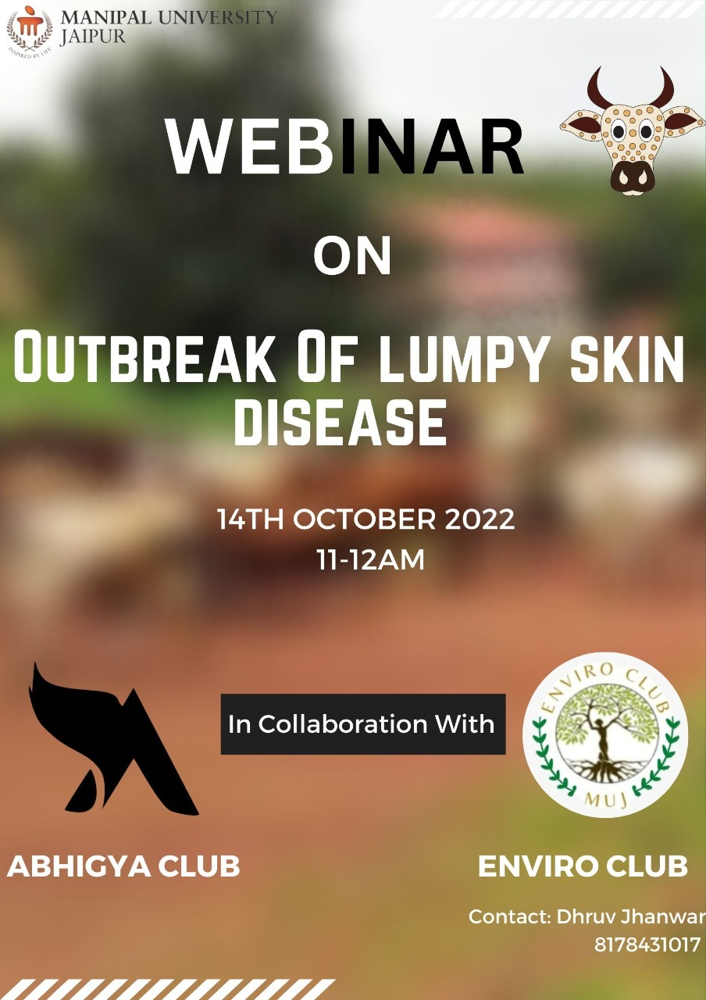 MANIPAL UNIVERSITY
JAIPUR
INSPIRED BY LIFE
WEBINAR
ON
OUTBREAK OF LUMPY SKIN
DISEASE
14TH OCTOBER 2022
11-12AM
In Collaboration With
ENVIRO CLUB
MUJ
ABHIGYA CLUB
ENVIRO CLUB
Contact: Dhruv Jhanwar
8178431017